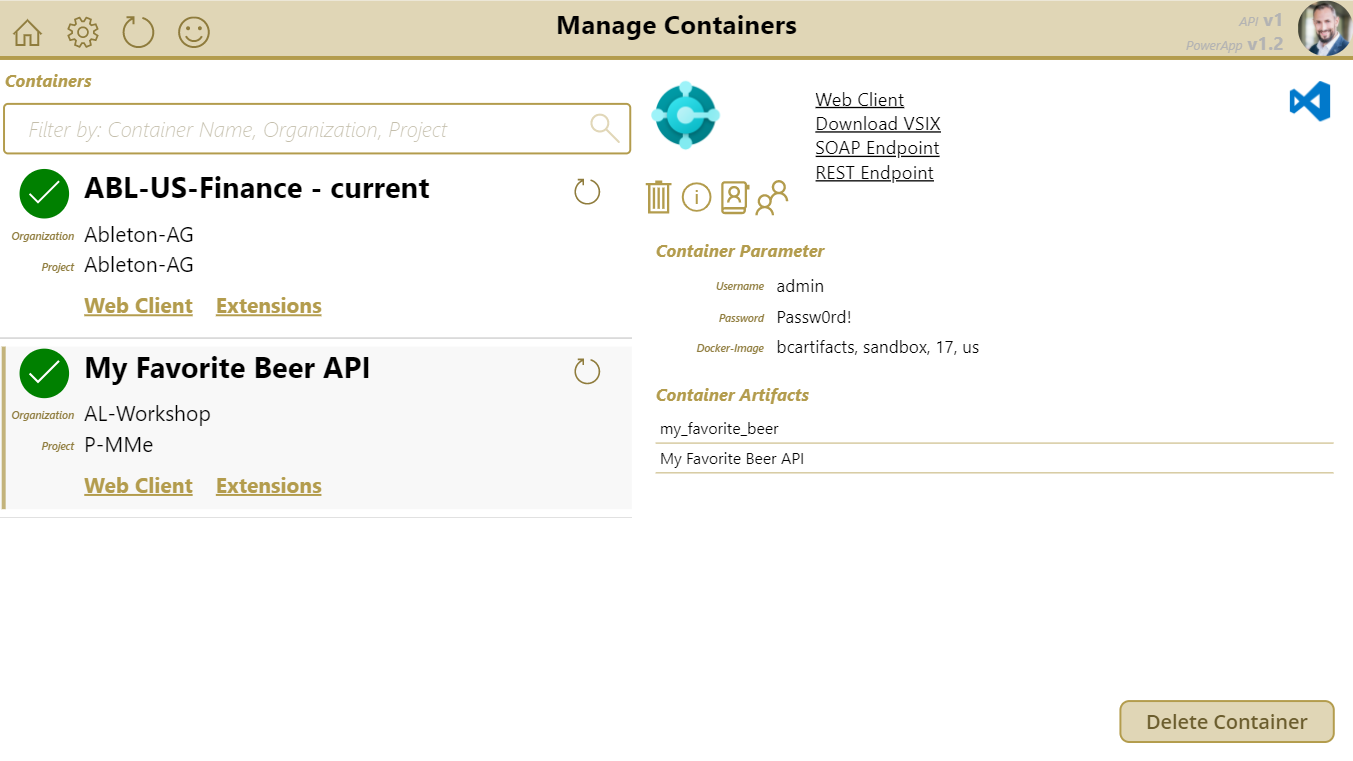 Manage Containers
API v1
PowerApp v1.2
Containers
Filter by: Container Name, Organization, Project
ABL-US-Finance - current
Organization Ableton-AG
Project Ableton-AG
Web Client Extensions
My Favorite Beer API
Organization AL-Workshop
Project P-MMe
Web Client Extensions
Web Client
Download VSIX
SOAP Endpoint
REST Endpoint
Container Parameter
Username admin
Password Passw0rd!
Docker-Image bcartifacts, sandbox, 17, us
Container Artifacts
my_favorite_beer
My Favorite Beer API
Delete Container